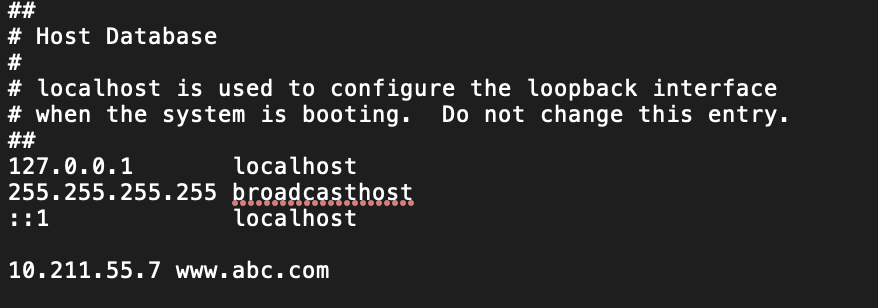 ##
# Host Database
#
# localhost is used to configure the loopback interface
# when the system is booting.  Do not change this entry.
##
127.0.0.1       localhost
255.255.255.255 broadcasthost
::1             localhost
10.211.55.7 www.abc.com